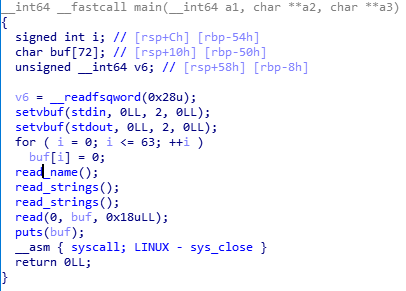 __int64 __fastcall main(__int64 a1, char **a2, char **a3)
{
  signed int i; // [rsp+Ch] [rbp-54h]
  char buf[72]; // [rsp+10h] [rbp-50h]
  unsigned __int64 v6; // [rsp+58h] [rbp-8h]

  v6 = __readfsqword(0x28u);
  setvbuf(stdin, 0LL, 2, 0LL);
  setvbuf(stdout, 0LL, 2, 0LL);
  for ( i = 0; i <= 63; ++i )
    buf[i] = 0;
  read_name();
  read_strings();
  read_strings();
  read(0, buf, 0x18uLL);
  puts(buf);
  __asm { syscall; LINUX - sys_close }
  return 0LL;
}